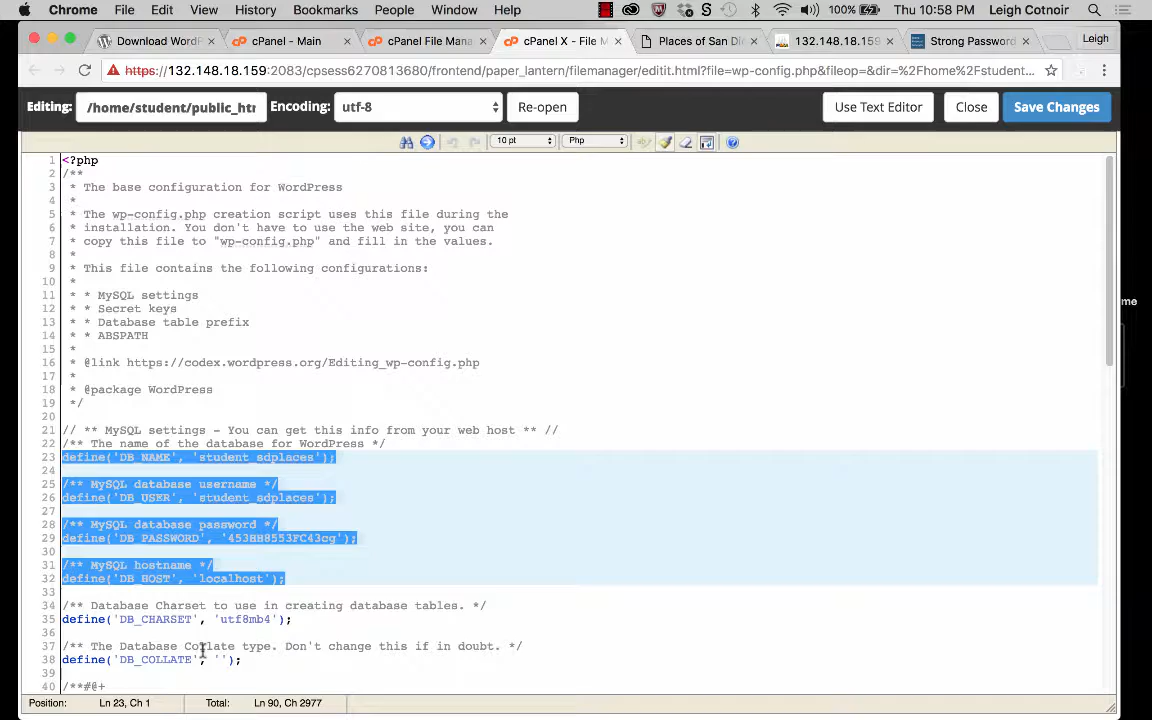 Chrome File Edit View History Bookmarks People Window Help 100% Thu 10:58 PM Leigh Cotnoir
Download WordP × cPanel - Main × cPanel File Mana × cPanel X - File M × Places of San Di × 132.148.18.159 × Strong Password × Leigh
https://132.148.18.159:2083/cpsess6270813680/frontend/paper_lantern/filemanager/editit.html?file=wp-config.php&fileop=&dir=%2Fhome%2Fstudent...
Editing: /home/student/public_htr Encoding: utf-8 Re-open Use Text Editor Close Save Changes
10 pt Php
1 <?php
2 /**
3 * The base configuration for WordPress
4 *
5 * The wp-config.php creation script uses this file during the
6 * installation. You don't have to use the web site, you can
7 * copy this file to "wp-config.php" and fill in the values.
8 *
9 * This file contains the following configurations:
10 *
11 * * MySQL settings
12 * * Secret keys
13 * * Database table prefix
14 * * ABSPATH
15 *
16 * @link https://codex.wordpress.org/Editing_wp-config.php
17 *
18 * @package WordPress
19 */
20
21 // ** MySQL settings - You can get this info from your web host ** //
22 /** The name of the database for WordPress */
23 define('DB_NAME', 'student_sdplaces');
24
25 /** MySQL database username */
26 define('DB_USER', 'student_sdplaces');
27
28 /** MySQL database password */
29 define('DB_PASSWORD', '453HH8553FC43cg');
30
31 /** MySQL hostname */
32 define('DB_HOST', 'localhost');
33
34 /** Database Charset to use in creating database tables. */
35 define('DB_CHARSET', 'utf8mb4');
36
37 /** The Database Collate type. Don't change this if in doubt. */
38 define('DB_COLLATE', '');
39
40 /**#@+
Position: Ln 23, Ch 1 Total: Ln 90, Ch 2977
me